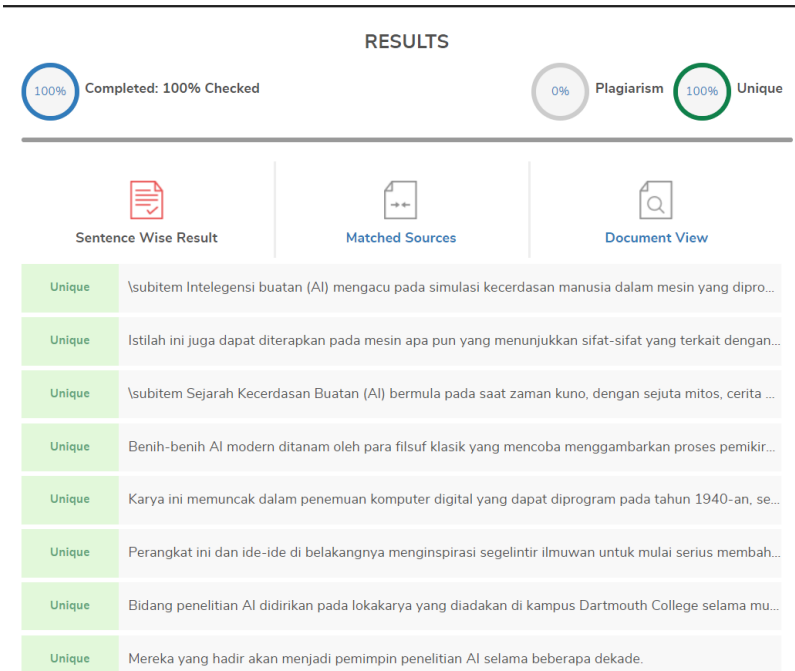 RESULTS
100% Completed: 100% Checked 0% Plagiarism 100% Unique
Sentence Wise Result Matched Sources Document View
Unique \subitem Intelegensi buatan (AI) mengacu pada simulasi kecerdasan manusia dalam mesin yang dipro...
Unique Istilah ini juga dapat diterapkan pada mesin apa pun yang menunjukkan sifat-sifat yang terkait dengan...
Unique \subitem Sejarah Kecerdasan Buatan (AI) bermula pada saat zaman kuno, dengan sejuta mitos, cerita ...
Unique Benih-benih AI modern ditanam oleh para filsuf klasik yang mencoba menggambarkan proses pemikir...
Unique Karya ini memuncak dalam penemuan komputer digital yang dapat diprogram pada tahun 1940-an, se...
Unique Perangkat ini dan ide-ide di belakangnya menginspirasi segelintir ilmuwan untuk mulai serius membah...
Unique Bidang penelitian AI didirikan pada lokakarya yang diadakan di kampus Dartmouth College selama mu...
Unique Mereka yang hadir akan menjadi pemimpin penelitian AI selama beberapa dekade.